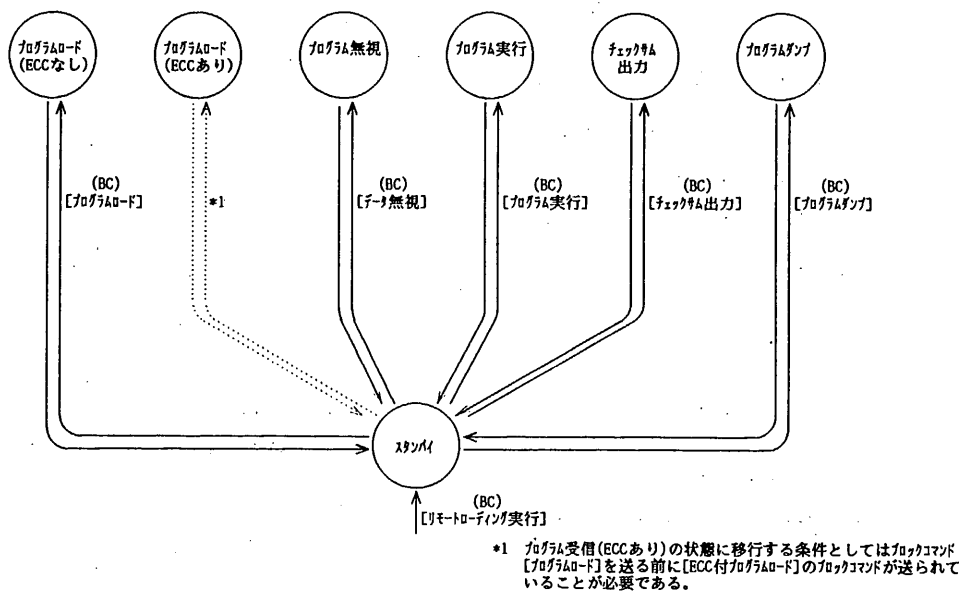 プログラムロード
(ECCなし)
プログラムロード
(ECCあり)
プログラム無視
プログラム実行
チェックサム
出力
プログラムダンプ
(BC)
[プログラムロード]
*1
(BC)
[データ無視]
(BC)
[プログラム実行]
(BC)
[チェックサム出力]
(BC)
[プログラムダンプ]
スタンバイ
(BC)
[リモートローディング実行]
*1 プログラム受信(ECCあり)の状態に移行する条件としてはブロックコマンド
[プログラムロード]を送る前に[ECC付プログラムロード]のブロックコマンドが送られて
いることが必要である。